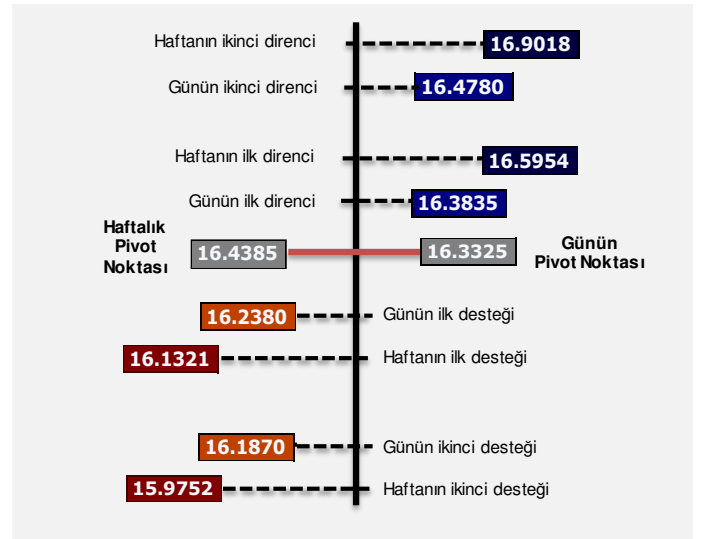 Haftanın ikinci direnci
16.9018
Günün ikinci direnci
16.4780
Haftanın ilk direnci
16.5954
Günün ilk direnci
16.3835
Haftalık
Pivot
Noktası
16.4385
16.3325
Günün
Pivot Noktası
16.2380
Günün ilk desteği
16.1321
Haftanın ilk desteği
16.1870
Günün ikinci desteği
15.9752
Haftanın ikinci desteği